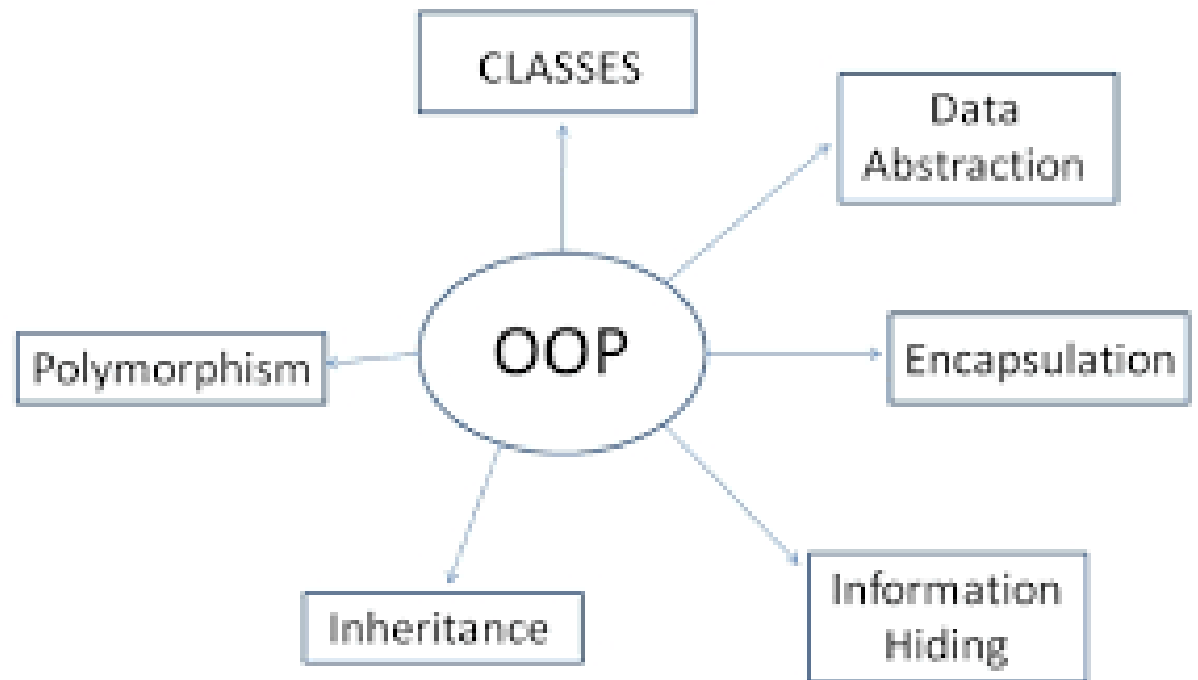 CLASSES
Data
Abstraction
OOP
Polymorphism
Encapsulation
Inheritance
Information
Hiding